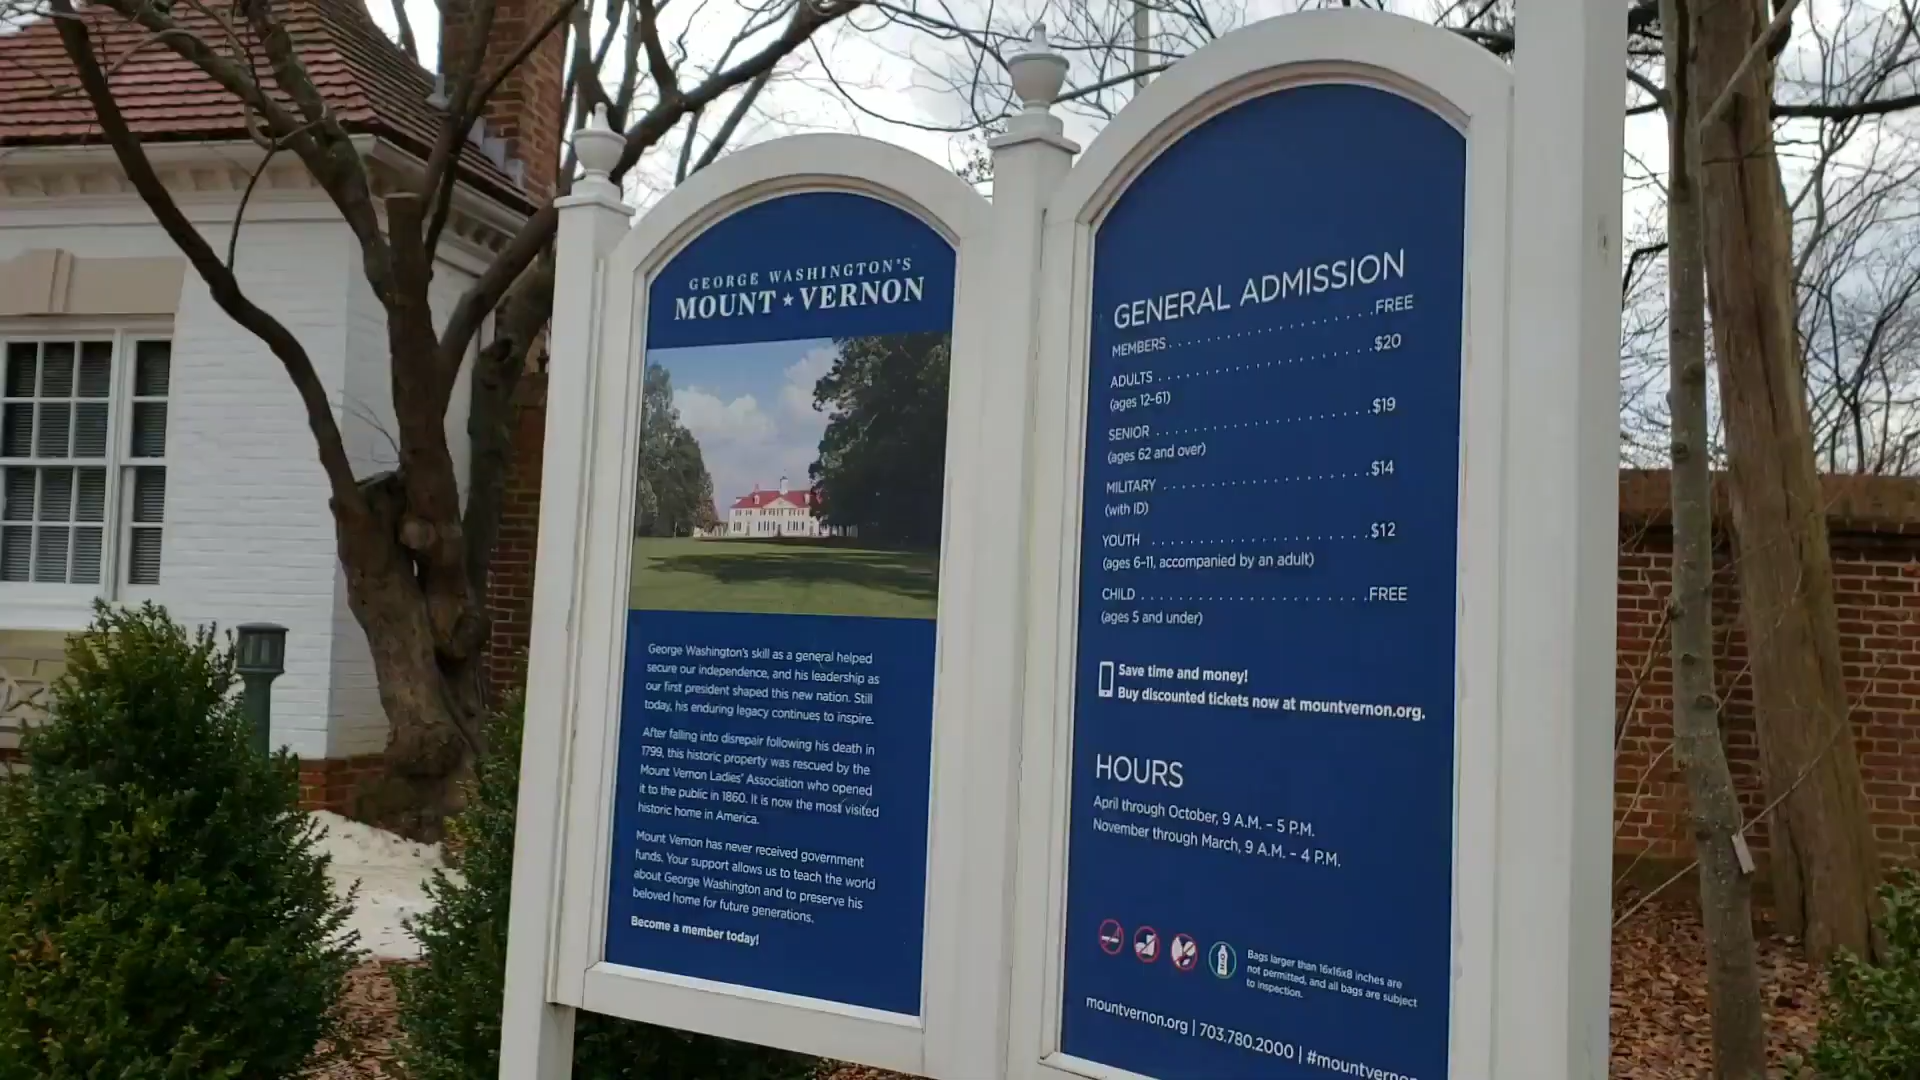 GEORGE WASHINGTON'S
MOUNT ★ VERNON
George Washington's skill as a general helped
secure our independence, and his leadership as
our first president shaped this new nation. Still
today, his enduring legacy continues to inspire.
After falling into disrepair following his death in
1799, this historic property was rescued by the
Mount Vernon Ladies' Association who opened
it to the public in 1860. It is now the most visited
historic home in America.
Mount Vernon has never received government
funds. Your support allows us to teach the world
about George Washington and to preserve his
beloved home for future generations.
Become a member today!
GENERAL ADMISSION
MEMBERS . . . . . . . . . . . . . . . . . . . . FREE
ADULTS . . . . . . . . . . . . . . . . . . . . $20
(ages 12-61)
SENIOR . . . . . . . . . . . . . . . . . . . . $19
(ages 62 and over)
MILITARY . . . . . . . . . . . . . . . . . . . . $14
(with ID)
YOUTH . . . . . . . . . . . . . . . . . . . . $12
(ages 6-11, accompanied by an adult)
CHILD . . . . . . . . . . . . . . . . . . . . FREE
(ages 5 and under)
Save time and money!
Buy discounted tickets now at mountvernon.org.
HOURS
April through October, 9 A.M. – 5 P.M.
November through March, 9 A.M. – 4 P.M.
Bags larger than 16x16x8 inches are
not permitted, and all bags are subject
to inspection.
mountvernon.org | 703.780.2000 | #mountvernon